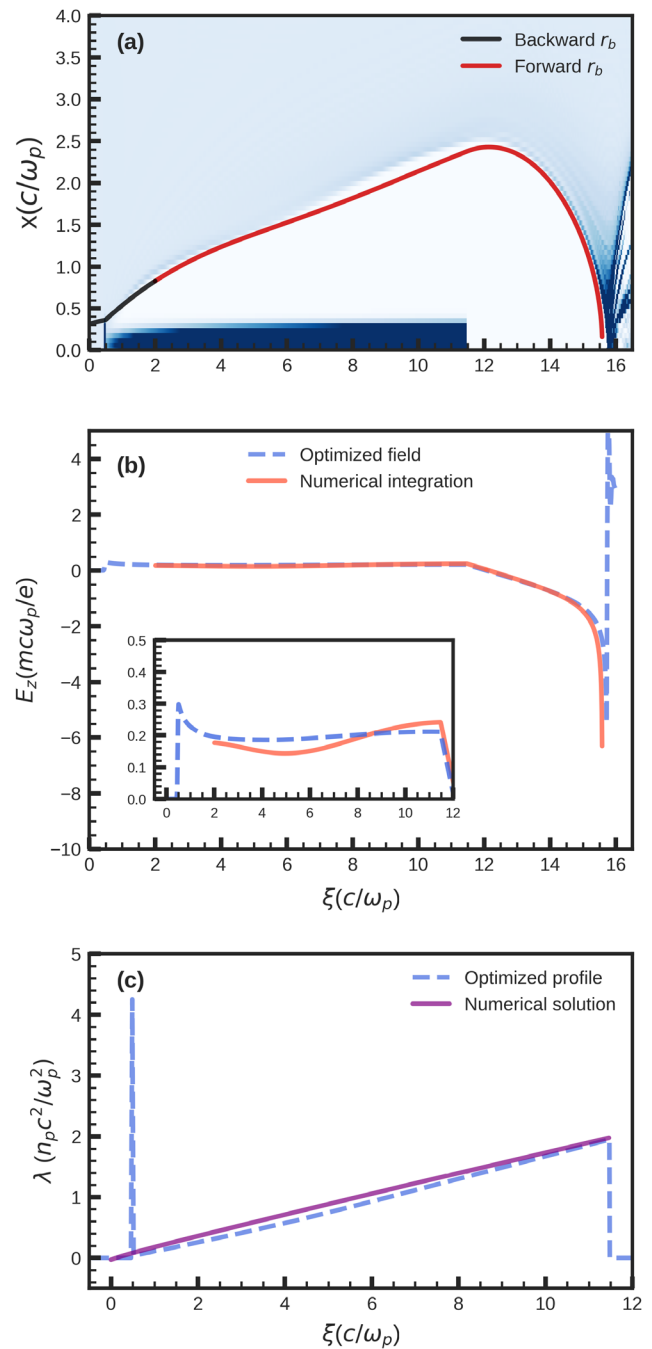 (a)
Backward r_b
Forward r_b
x(c/ω_p)
4.0
3.5
3.0
2.5
2.0
1.5
1.0
0.5
0.0
0 2 4 6 8 10 12 14 16
(b)
Optimized field
Numerical integration
E_z(mcω_p/e)
4
2
0
−2
−4
−6
−8
−10
0.5
0.4
0.3
0.2
0.1
0.0
0 2 4 6 8 10 12
0 2 4 6 8 10 12 14 16
ξ(c/ω_p)
(c)
Optimized profile
Numerical solution
λ (n_pc²/ω_p²)
5
4
3
2
1
0
0 2 4 6 8 10 12
ξ(c/ω_p)